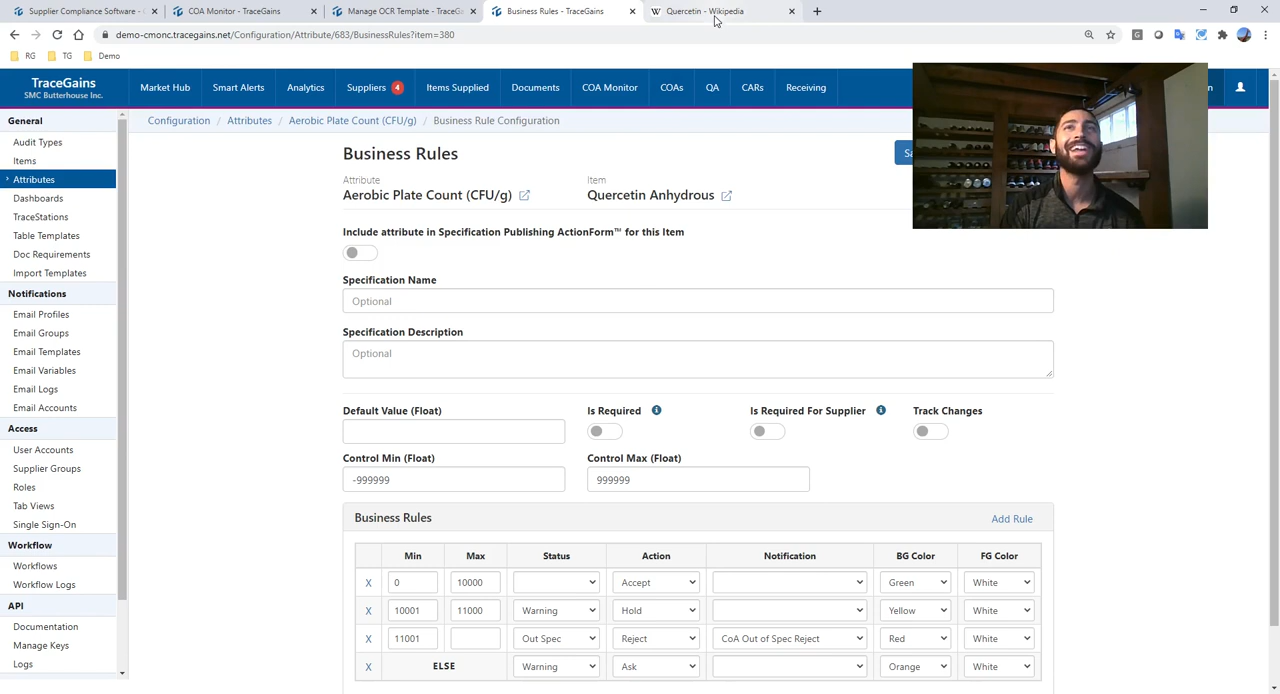 Supplier Compliance Software -
COA Monitor - TraceGains
Manage OCR Template - TraceGa
Business Rules - TraceGains
Quercetin - Wikipedia
demo-cmonc.tracegains.net/Configuration/Attribute/683/BusinessRules?item=380
RG
TG
Demo
TraceGains
SMC Butterhouse Inc.
Market Hub
Smart Alerts
Analytics
Suppliers 4
Items Supplied
Documents
COA Monitor
COAs
QA
CARs
Receiving
General
Audit Types
Items
Attributes
Dashboards
TraceStations
Table Templates
Doc Requirements
Import Templates
Notifications
Email Profiles
Email Groups
Email Templates
Email Variables
Email Logs
Email Accounts
Access
User Accounts
Supplier Groups
Roles
Tab Views
Single Sign-On
Workflow
Workflows
Workflow Logs
API
Documentation
Manage Keys
Logs
Configuration / Attributes / Aerobic Plate Count (CFU/g) / Business Rule Configuration
Business Rules
Attribute
Aerobic Plate Count (CFU/g)
Item
Quercetin Anhydrous
Include attribute in Specification Publishing ActionForm™ for this Item
Specification Name
Optional
Specification Description
Optional
Default Value (Float)
Is Required
Is Required For Supplier
Track Changes
Control Min (Float)
Control Max (Float)
-999999
999999
Business Rules
Add Rule
Min Max Status Action Notification BG Color FG Color
X 0 10000 Accept Green White
X 10001 11000 Warning Hold Yellow White
X 11001 Out Spec Reject CoA Out of Spec Reject Red White
X ELSE Warning Ask Orange White